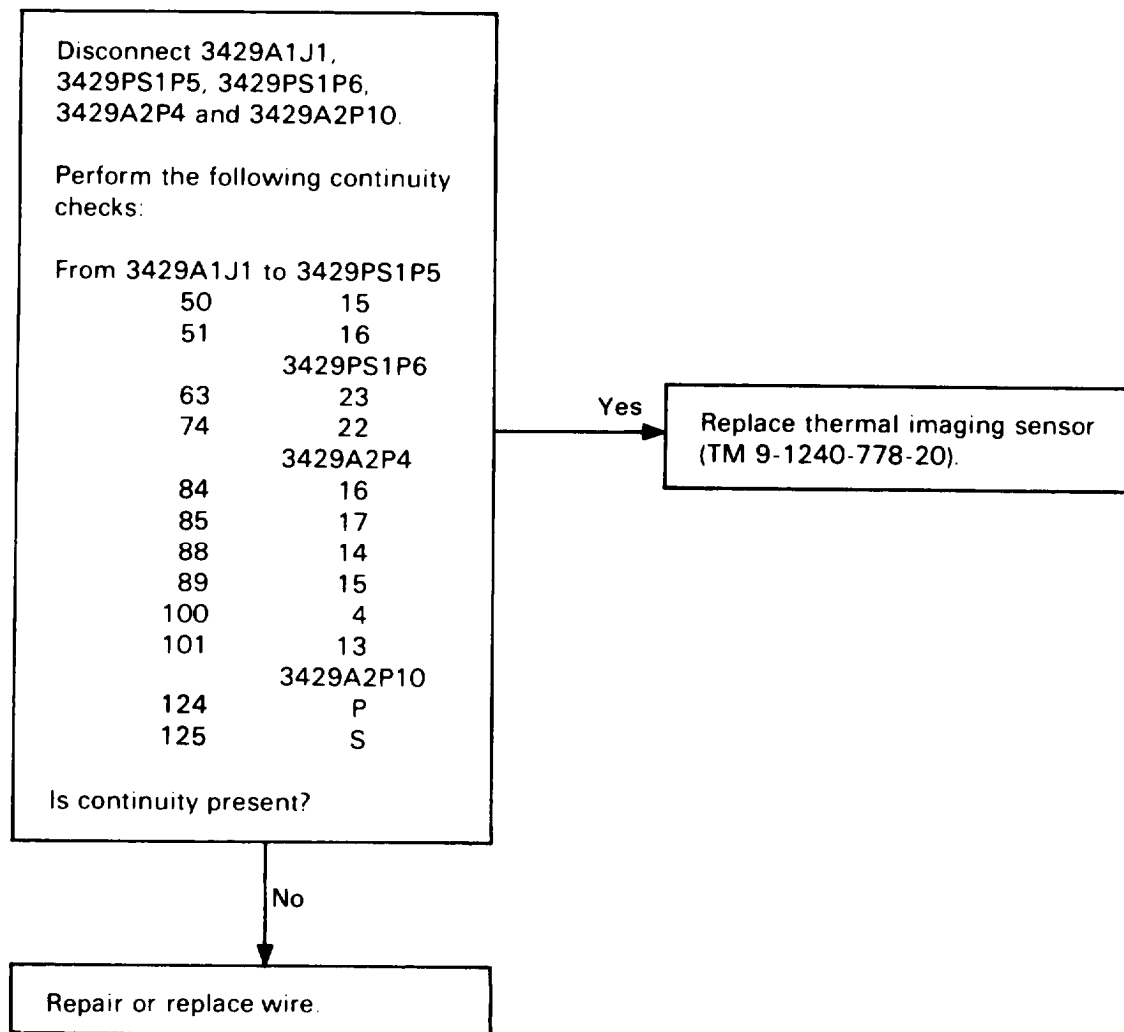 Disconnect 3429A1J1,
3429PS1P5, 3429PS1P6,
3429A2P4 and 3429A2P10.
Perform the following continuity
checks:
From 3429A1J1 to 3429PS1P5
50 15
51 16
3429PS1P6
63 23
74 22
3429A2P4
84 16
85 17
88 14
89 15
100 4
101 13
3429A2P10
124 P
125 S
Is continuity present?
Yes
Replace thermal imaging sensor
(TM 9-1240-778-20).
No
Repair or replace wire.